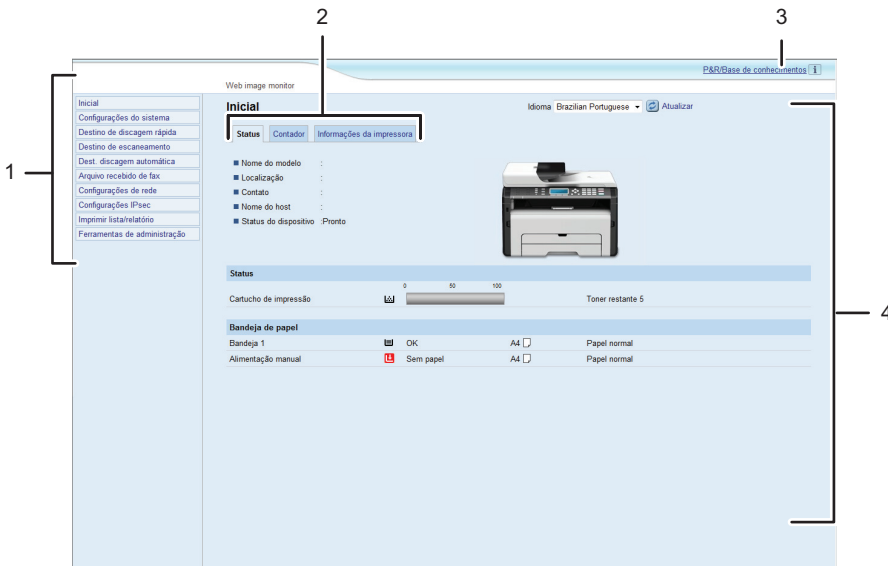 2
3
P&R/Base de conhecimentos
Web image monitor
1
Inicial
Configurações do sistema
Destino de discagem rápida
Destino de escaneamento
Dest. discagem automática
Arquivo recebido de fax
Configurações de rede
Configurações IPsec
Imprimir lista/relatório
Ferramentas de administração
Inicial
Idioma Brazilian Portuguese Atualizar
Status Contador Informações da impressora
Nome do modelo :
Localização :
Contato :
Nome do host :
Status do dispositivo :Pronto
4
Status
0 50 100
Cartucho de impressão Toner restante 5
Bandeja de papel
Bandeja 1 OK A4 Papel normal
Alimentação manual Sem papel A4 Papel normal